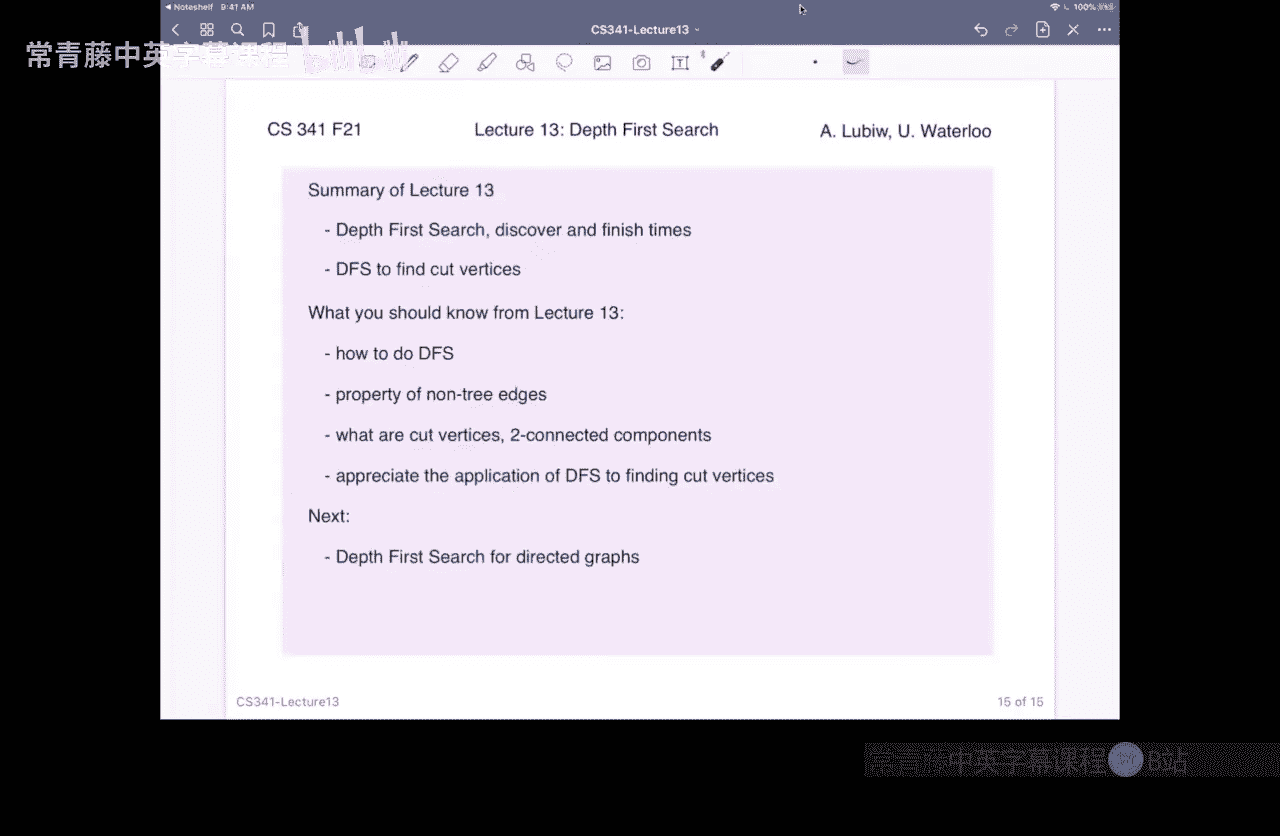 Noteshelf 9:41 AM
100%
CS341-Lecture13
常青藤中英字幕课程
bilibili
CS 341 F21
Lecture 13: Depth First Search
A. Lubiw, U. Waterloo
Summary of Lecture 13
- Depth First Search, discover and finish times
- DFS to find cut vertices
What you should know from Lecture 13:
- how to do DFS
- property of non-tree edges
- what are cut vertices, 2-connected components
- appreciate the application of DFS to finding cut vertices
Next:
- Depth First Search for directed graphs
CS341-Lecture13
15 of 15
常青藤中英字幕课程
B站